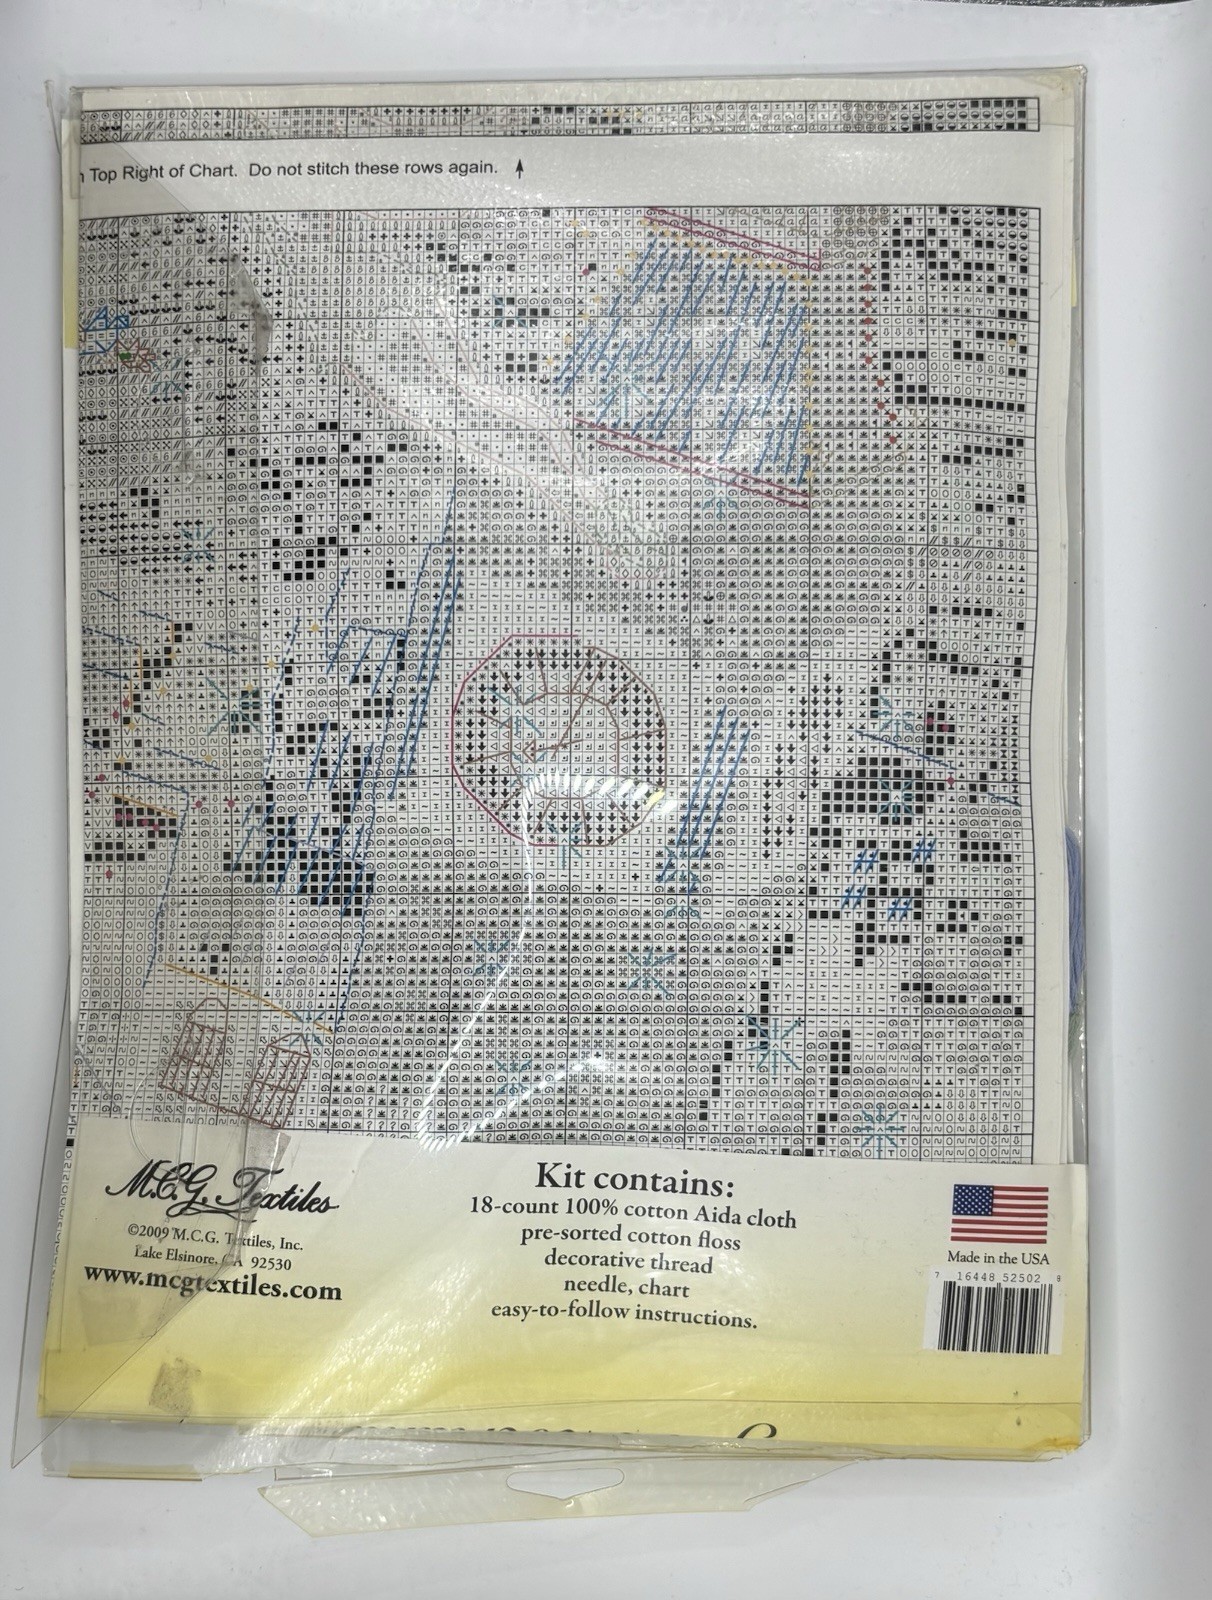 Top Right of Chart. Do not stitch these rows again.
M.C.G. Textiles
©2009 M.C.G. Textiles, Inc.
Lake Elsinore, CA 92530
www.mcgtextiles.com
Kit contains:
18-count 100% cotton Aida cloth
pre-sorted cotton floss
decorative thread
needle, chart
easy-to-follow instructions.
Made in the USA
7 16448 52502 8